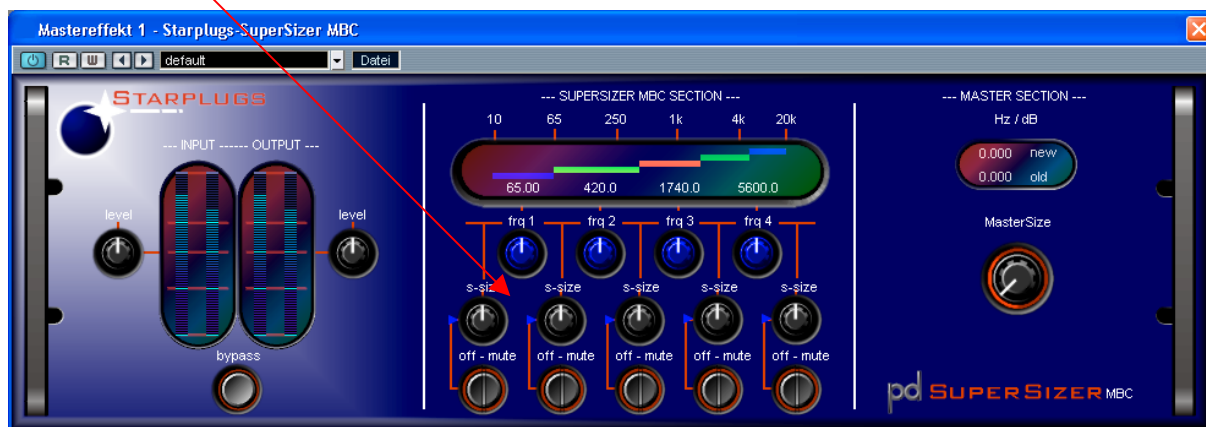 Mastereffekt 1 - Starplugs-SuperSizer MBC
R W default Datei
STARPLUGS
--- INPUT ------ OUTPUT ---
level
level
bypass
--- SUPERSIZER MBC SECTION ---
10 65 250 1k 4k 20k
65.00 420.0 1740.0 5600.0
frq 1 frq 2 frq 3 frq 4
s-size s-size s-size s-size s-size
off - mute off - mute off - mute off - mute off - mute
--- MASTER SECTION ---
Hz / dB
0.000 new
0.000 old
MasterSize
pd SUPERSIZER MBC